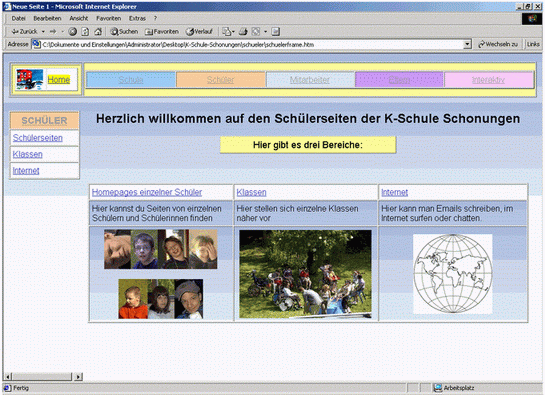 Neue Seite 1 - Microsoft Internet Explorer
Datei Bearbeiten Ansicht Favoriten Extras ?
Zurück Suchen Favoriten Verlauf
Adresse C:\Dokumente und Einstellungen\Administrator\Desktop\K-Schule-Schonungen\schueler\schuelerframe.htm Wechseln zu Links
Home Schule Schüler Mitarbeiter Eltern Interaktiv
SCHÜLER
Schülerseiten
Klassen
Internet
Herzlich willkommen auf den Schülerseiten der K-Schule Schonungen
Hier gibt es drei Bereiche:
Homepages einzelner Schüler Klassen Internet
Hier kannst du Seiten von einzelnen
Schülern und Schülerinnen finden
Hier stellen sich einzelne Klassen
näher vor
Hier kann man Emails schreiben, im
Internet surfen oder chatten.
Fertig Arbeitsplatz